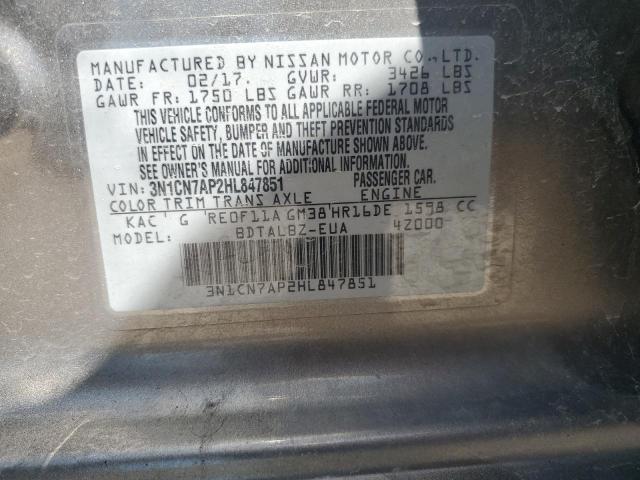 MANUFACTURED BY NISSAN MOTOR CO., LTD.
DATE: 02/17. GVWR: 3426 LBS
GAWR FR: 1750 LBS GAWR RR: 1708 LBS
THIS VEHICLE CONFORMS TO ALL APPLICABLE FEDERAL MOTOR
VEHICLE SAFETY, BUMPER AND THEFT PREVENTION STANDARDS
IN EFFECT ON THE DATE OF MANUFACTURE SHOWN ABOVE.
SEE OWNER'S MANUAL FOR ADDITIONAL INFORMATION.
VIN: 3N1CN7AP2HL847851 PASSENGER CAR.
COLOR TRIM TRANS AXLE ENGINE
KAC G RE0F11A GM38 HR16DE 1598 CC
MODEL: BDTALBZ-EUA 4Z000
3N1CN7AP2HL847851